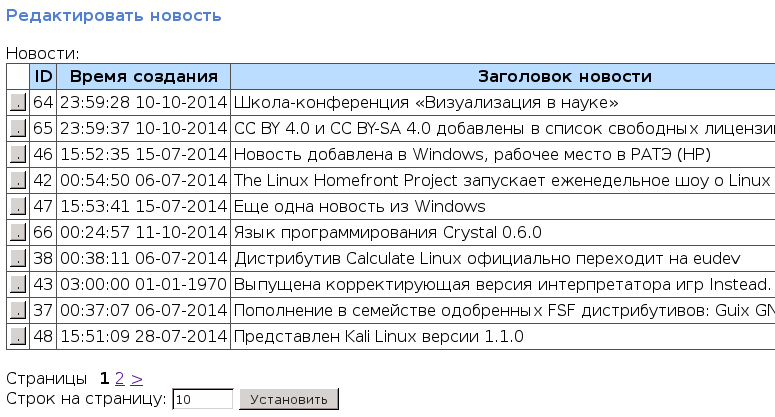 Редактировать новость
Новости:
ID Время создания Заголовок новости
. 64 23:59:28 10-10-2014 Школа-конференция «Визуализация в науке»
. 65 23:59:37 10-10-2014 CC BY 4.0 и CC BY-SA 4.0 добавлены в список свободных
. 46 15:52:35 15-07-2014 Новость добавлена в Windows, рабочее место в РАТЭ (HP)
. 42 00:54:50 06-07-2014 The Linux Homefront Project запускает еженедельное шоу о Linux
. 47 15:53:41 15-07-2014 Еще одна новость из Windows
. 66 00:24:57 11-10-2014 Язык программирования Crystal 0.6.0
. 38 00:38:11 06-07-2014 Дистрибутив Calculate Linux официально переходит на eudev
. 43 03:00:00 01-01-1970 Выпущена корректирующая версия интерпретатора игр Instead.
. 37 00:37:07 06-07-2014 Пополнение в семействе одобренных FSF дистрибутивов: Guix
. 48 15:51:09 28-07-2014 Представлен Kali Linux версии 1.1.0
Страницы 1 2 >
Строк на страницу: 10 Установить